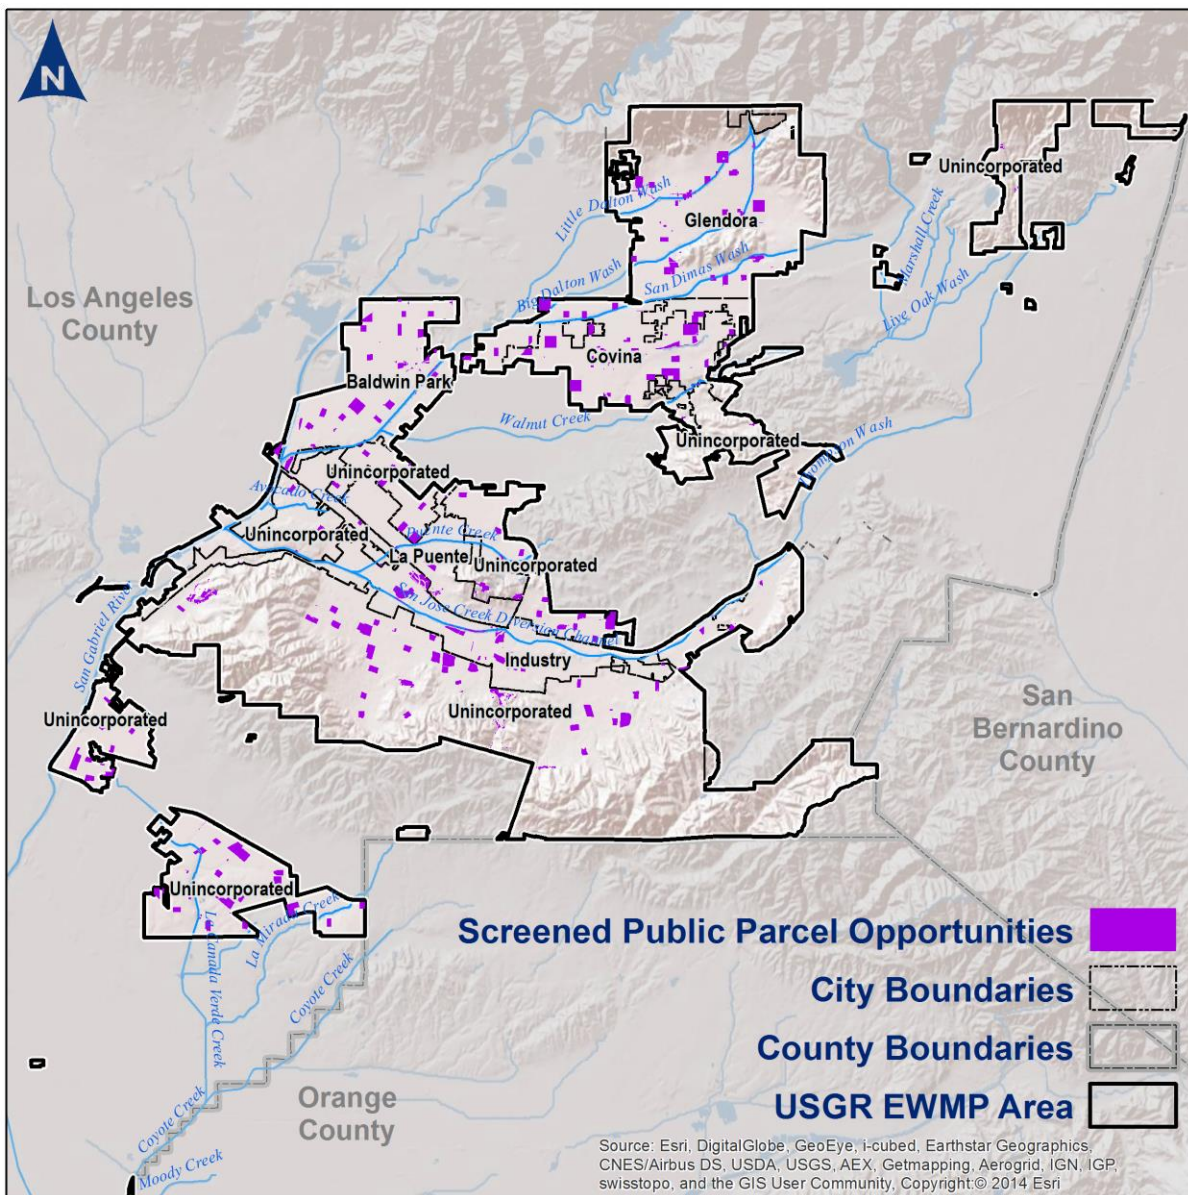 N
Unincorporated
Little Dalton Wash
Glendora
Marshall Creek
Big Dalton Wash
San Dimas Wash
Live Oak Wash
Los Angeles
County
Covina
Baldwin Park
Walnut Creek
Unincorporated
Thompson Wash
Unincorporated
Avocado Creek
Unincorporated
Puente Creek
La Puente
Unincorporated
San Jose Creek Diversion Channel
San Gabriel River
Industry
Unincorporated
Unincorporated
San
Bernardino
County
Unincorporated
La Mirada Creek
La Canada Verde Creek
Coyote Creek
Screened Public Parcel Opportunities
City Boundaries
County Boundaries
USGR EWMP Area
Orange
County
Coyote Creek
Moody Creek
Source: Esri, DigitalGlobe, GeoEye, i-cubed, Earthstar Geographics,
CNES/Airbus DS, USDA, USGS, AEX, Getmapping, Aerogrid, IGN, IGP,
swisstopo, and the GIS User Community, Copyright:© 2014 Esri